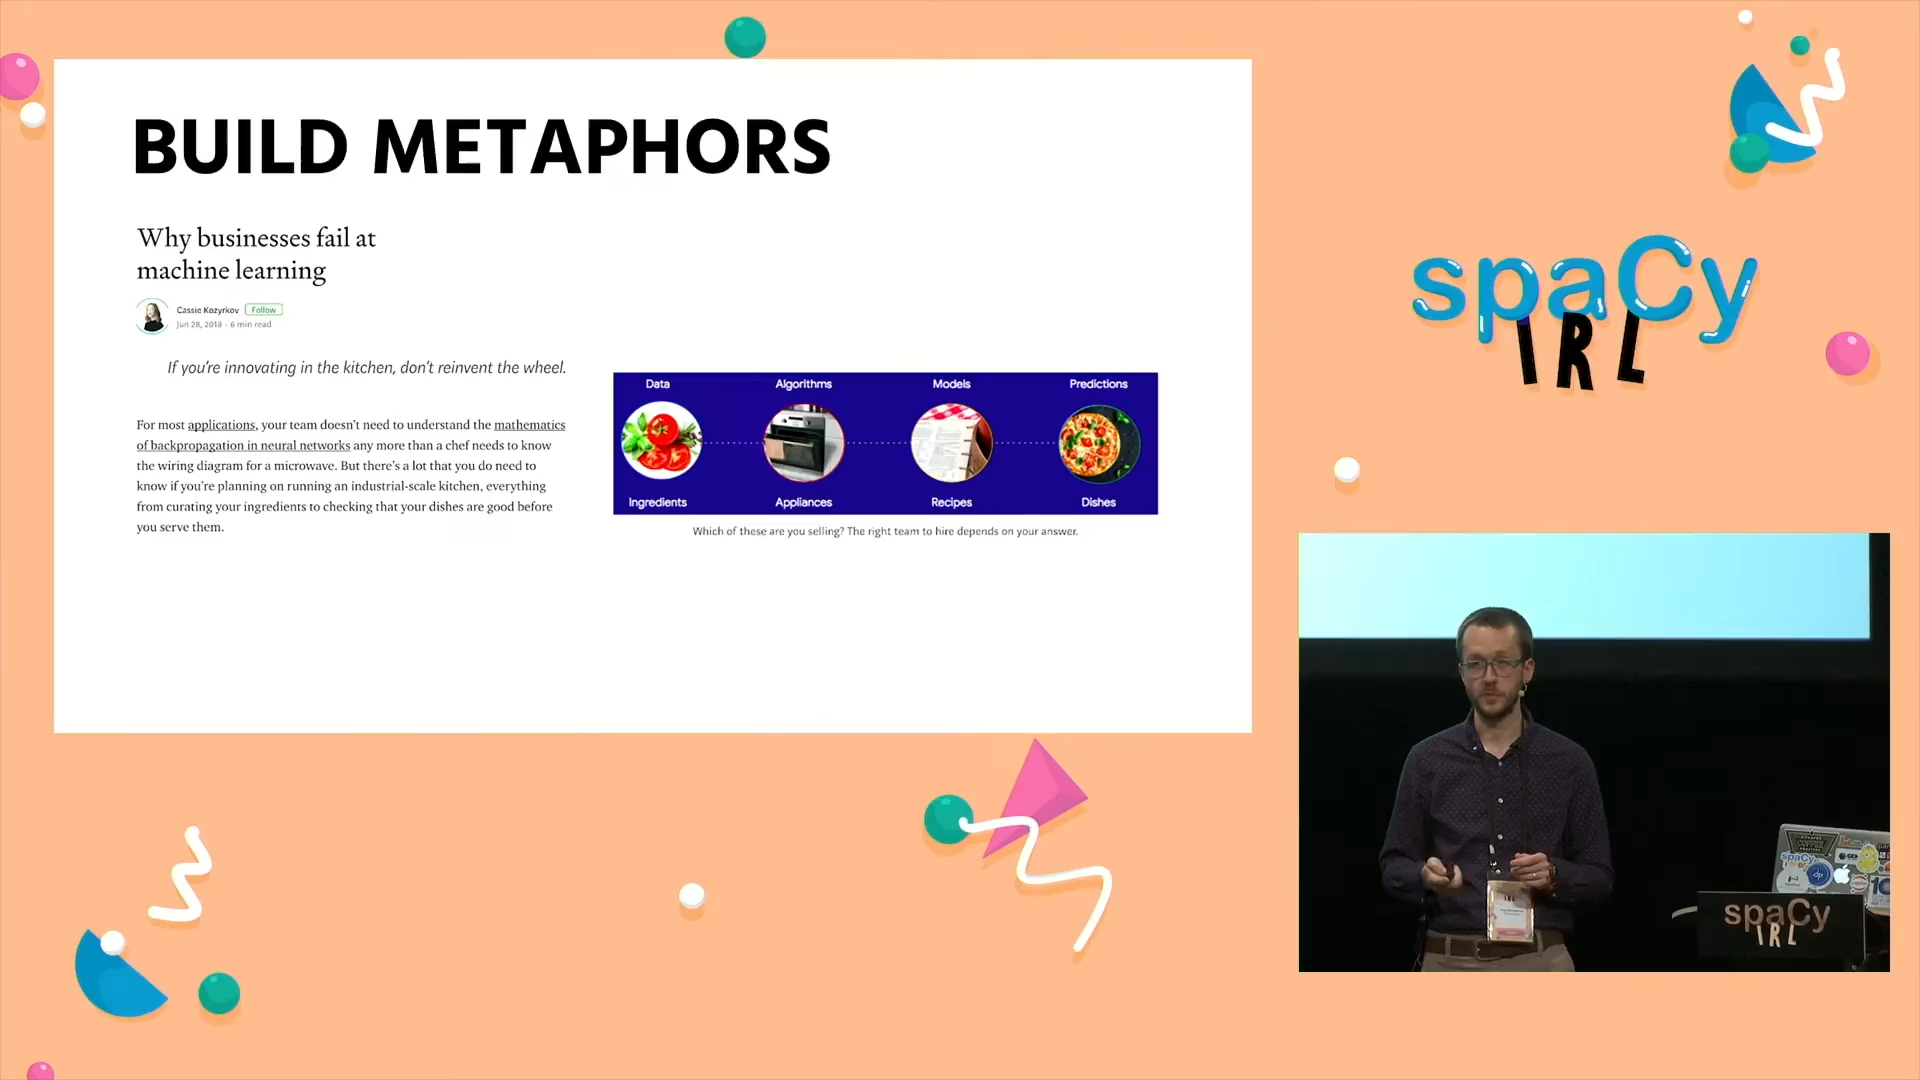 BUILD METAPHORS
Why businesses fail at
machine learning
Cassie Kozyrkov Follow
Jun 28, 2018 · 6 min read
If you're innovating in the kitchen, don't reinvent the wheel.
For most applications, your team doesn't need to understand the mathematics
of backpropagation in neural networks any more than a chef needs to know
the wiring diagram for a microwave. But there's a lot that you do need to
know if you're planning on running an industrial-scale kitchen, everything
from curating your ingredients to checking that your dishes are good before
you serve them.
Data Algorithms Models Predictions
Ingredients Appliances Recipes Dishes
Which of these are you selling? The right team to hire depends on your answer.
spaCy
IRL
COFFEE
spaCy
spaCy
IRL